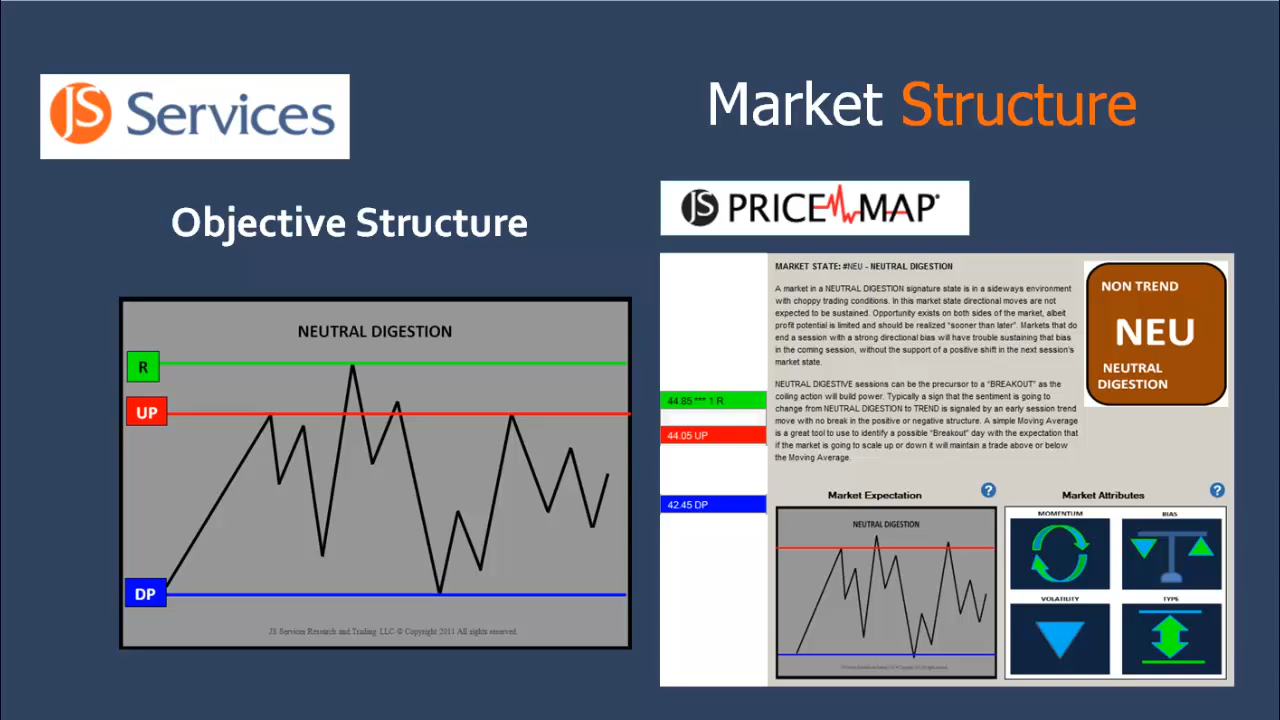 JS Services
Market Structure
Objective Structure
JS PRICE MAP
NEUTRAL DIGESTION
R
UP
DP
JS Services Research and Trading, LLC © Copyright 2011 All rights reserved.
44.85 *** 1 R
44.05 UP
42.45 DP
MARKET STATE: #NEU - NEUTRAL DIGESTION
A market in a NEUTRAL DIGESTION signature state is in a sideways environment
with choppy trading conditions. In this market state directional moves are not
expected to be sustained. Opportunity exists on both sides of the market, albeit
profit potential is limited and should be realized "sooner than later". Markets that do
end a session with a strong directional bias will have trouble sustaining that bias
in the coming session, without the support of a positive shift in the next session's
market state.
NEUTRAL DIGESTIVE sessions can be the precursor to a "BREAKOUT" as the
coiling action will build power. Typically a sign that the sentiment is going to
change from NEUTRAL DIGESTION to TREND is signaled by an early session trend
move with no break in the positive or negative structure. A simple Moving Average
is a great tool to use to identify a possible "Breakout" day with the expectation that
if the market is going to scale up or down it will maintain a trade above or below
the Moving Average.
NON TREND
NEU
NEUTRAL
DIGESTION
Market Expectation
?
NEUTRAL DIGESTION
Market Attributes
?
MOMENTUM
BIAS
VOLATILITY
TYPE